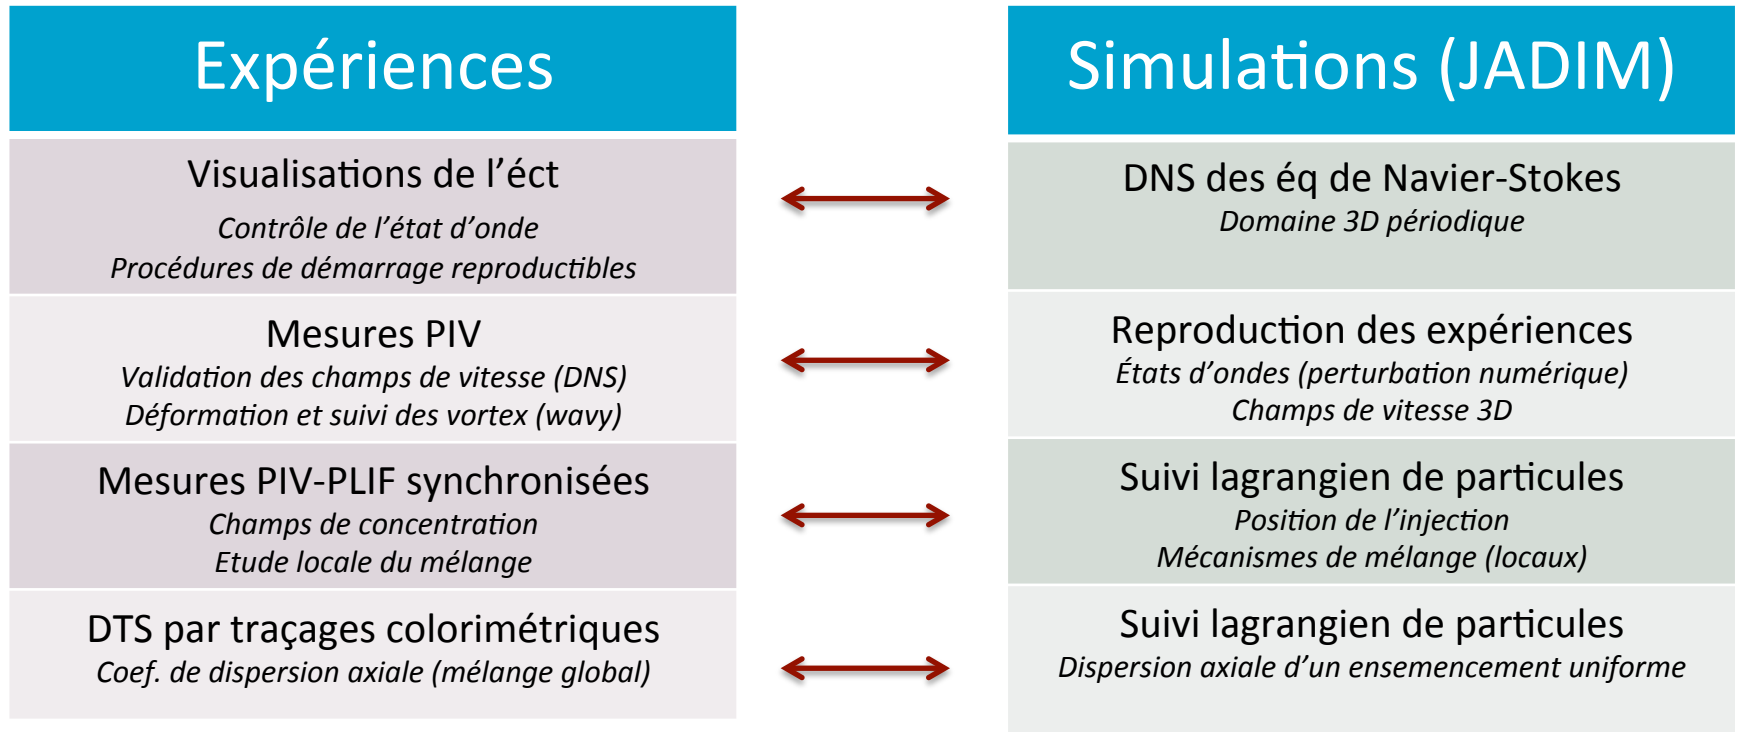 Expériences
Visualisations de l'éct
Contrôle de l'état d'onde
Procédures de démarrage reproductibles
Mesures PIV
Validation des champs de vitesse (DNS)
Déformation et suivi des vortex (wavy)
Mesures PIV-PLIF synchronisées
Champs de concentration
Etude locale du mélange
DTS par traçages colorimétriques
Coef. de dispersion axiale (mélange global)
Simulations (JADIM)
DNS des éq de Navier-Stokes
Domaine 3D périodique
Reproduction des expériences
États d'ondes (perturbation numérique)
Champs de vitesse 3D
Suivi lagrangien de particules
Position de l'injection
Mécanismes de mélange (locaux)
Suivi lagrangien de particules
Dispersion axiale d'un ensemencement uniforme